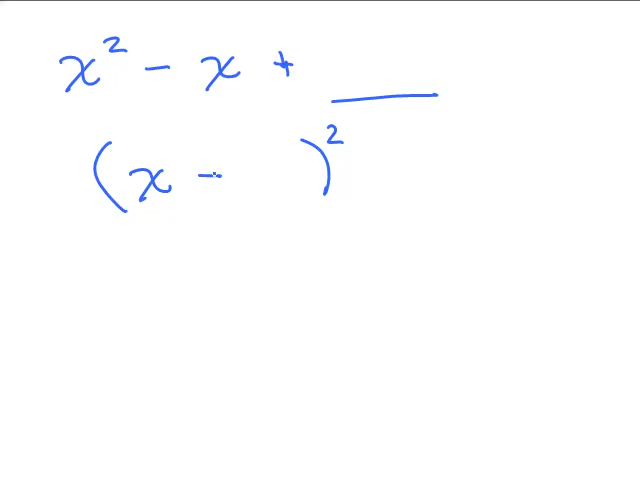 x² - x + ____
(x -    )²